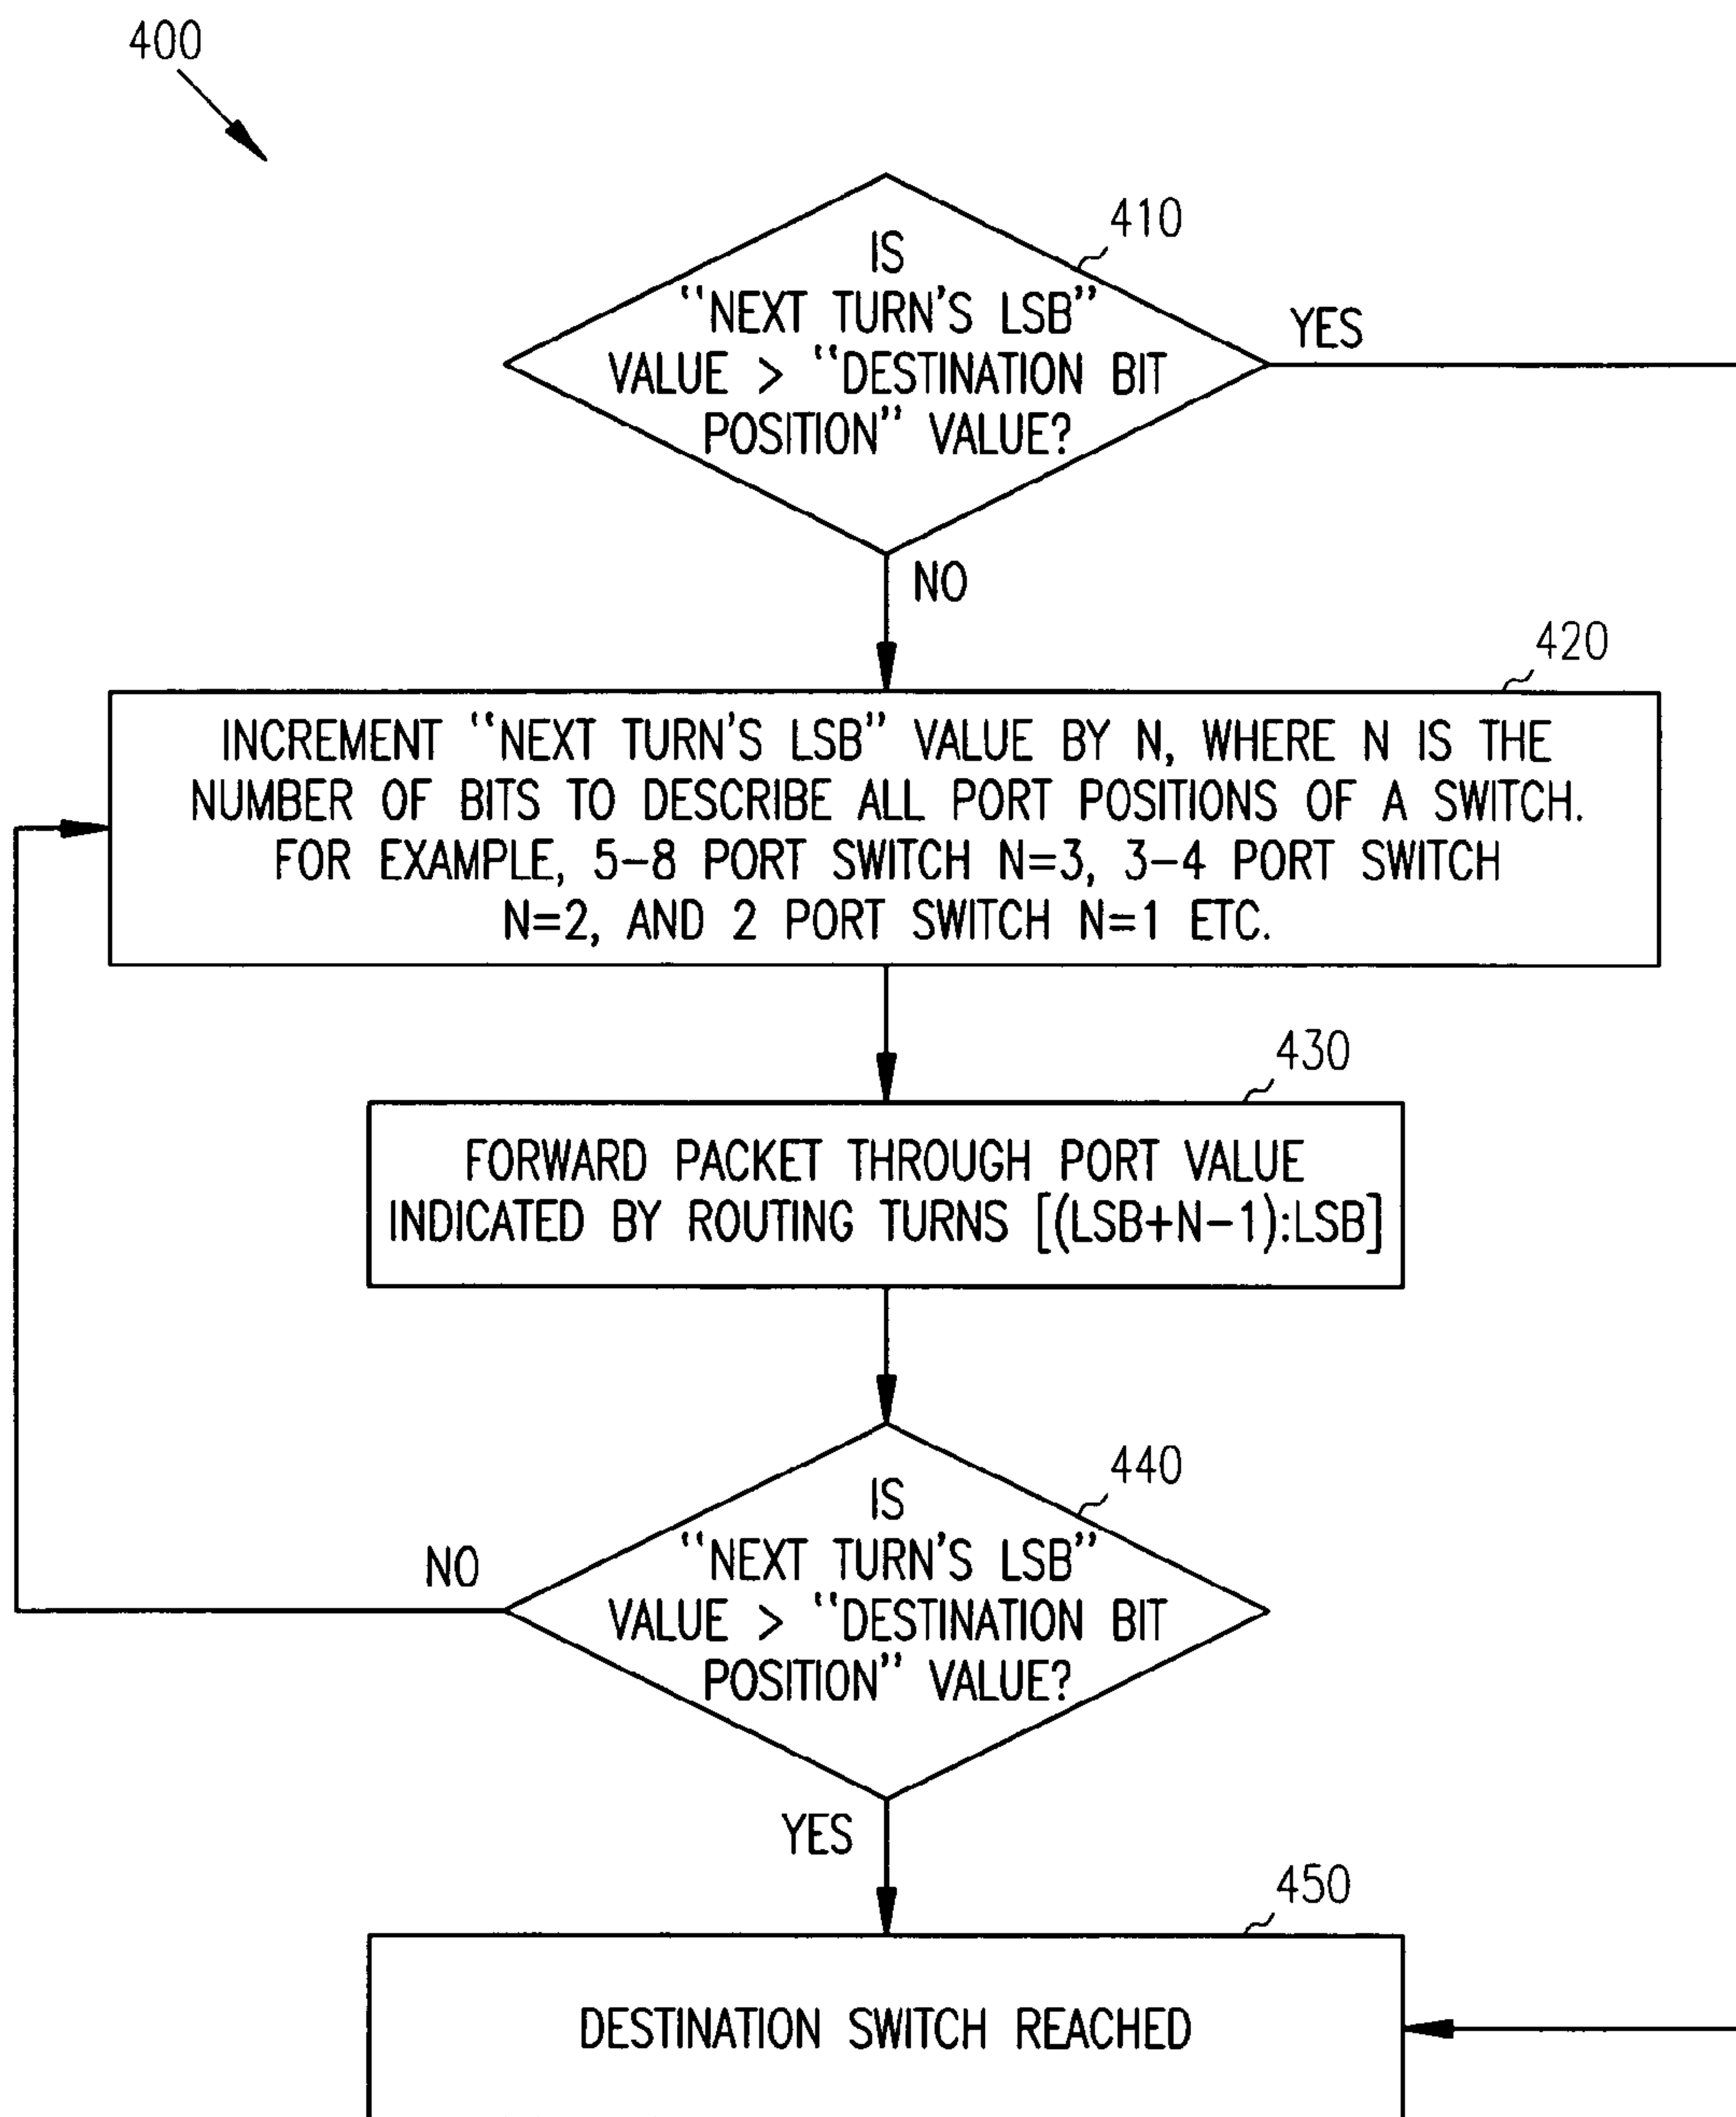 400
410
IS
“NEXT TURN'S LSB”
VALUE > “DESTINATION BIT
POSITION” VALUE?
YES
NO
420
INCREMENT “NEXT TURN'S LSB” VALUE BY N, WHERE N IS THE
NUMBER OF BITS TO DESCRIBE ALL PORT POSITIONS OF A SWITCH.
FOR EXAMPLE, 5-8 PORT SWITCH N=3, 3-4 PORT SWITCH
N=2, AND 2 PORT SWITCH N=1 ETC.
430
FORWARD PACKET THROUGH PORT VALUE
INDICATED BY ROUTING TURNS [(LSB+N-1):LSB]
440
IS
“NEXT TURN'S LSB”
VALUE > “DESTINATION BIT
POSITION” VALUE?
NO
YES
450
DESTINATION SWITCH REACHED